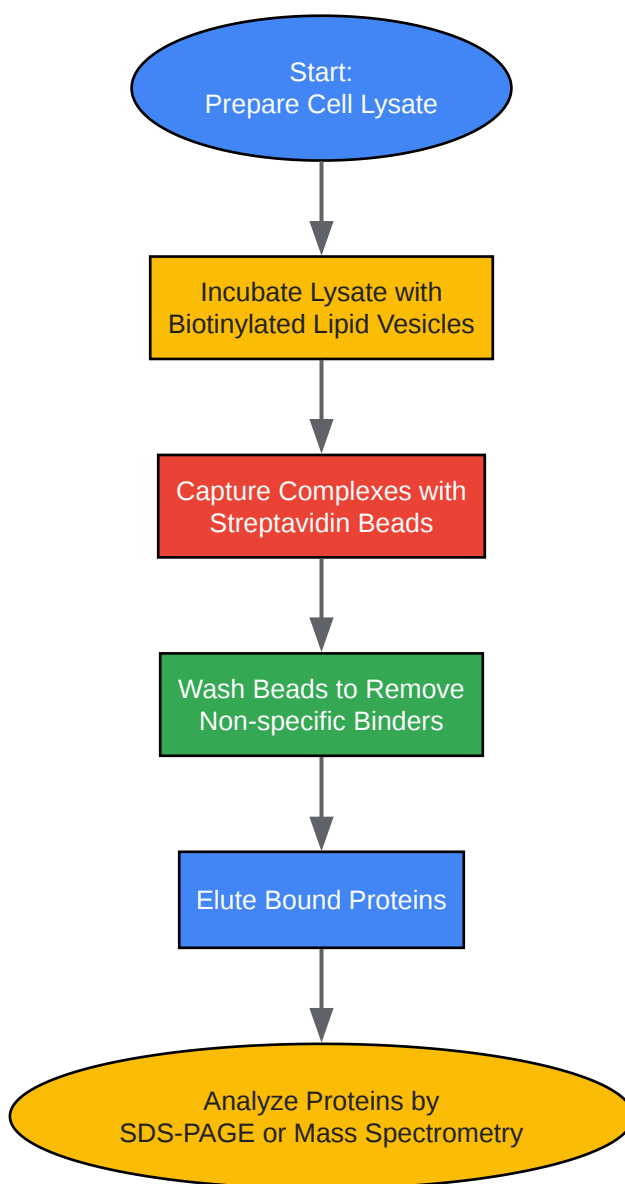 Start:
Prepare Cell Lysate
Incubate Lysate with
Biotinylated Lipid Vesicles
Capture Complexes with
Streptavidin Beads
Wash Beads to Remove
Non-specific Binders
Elute Bound Proteins
Analyze Proteins by
SDS-PAGE or Mass Spectrometry